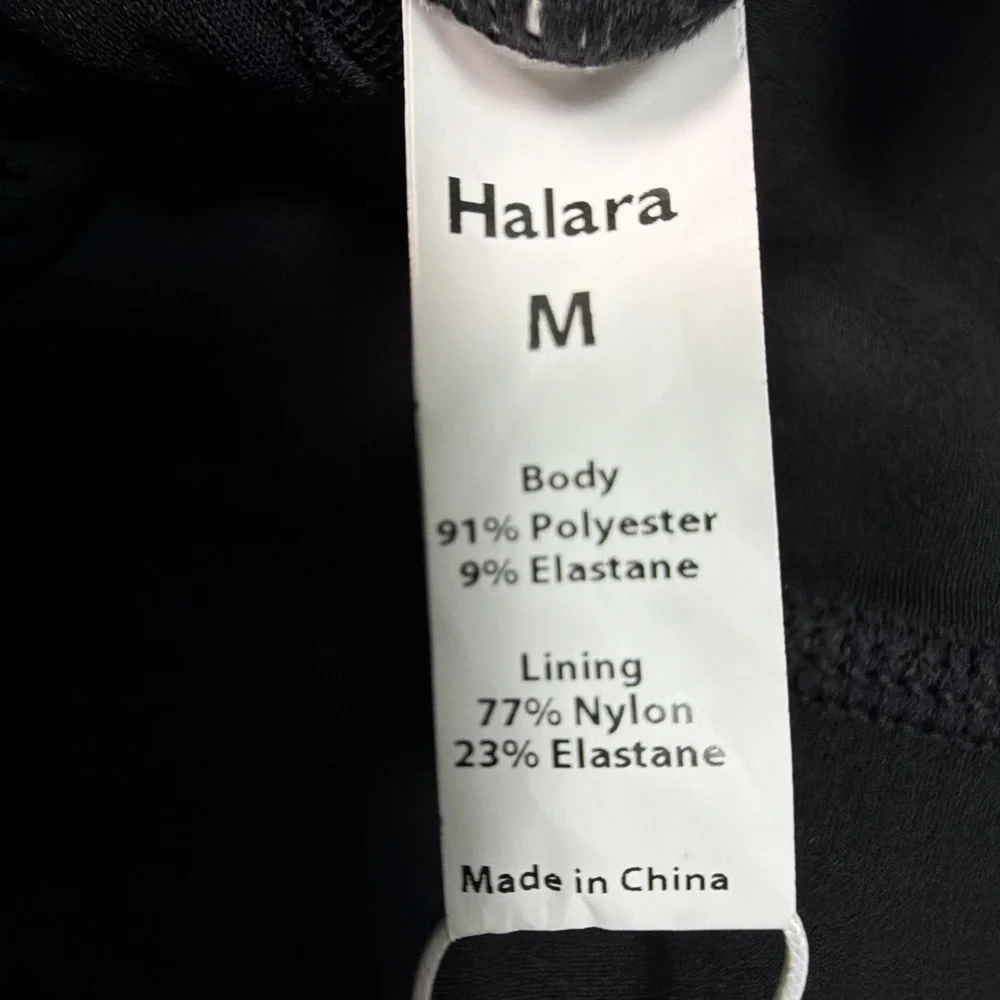 Halara
M
Body
91% Polyester
9% Elastane
Lining
77% Nylon
23% Elastane
Made in China